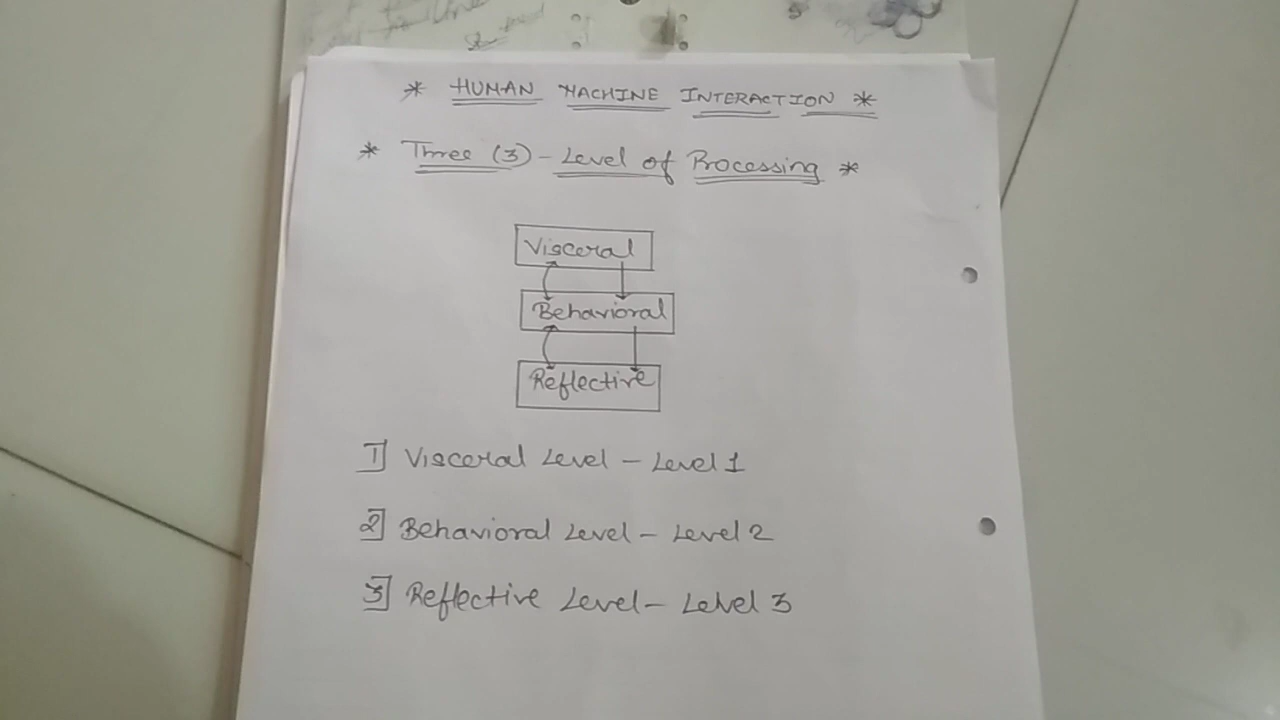 * HUMAN MACHINE INTERACTION *
* Three (3) - Level of Processing *
Visceral
Behavioral
Reflective
1] Visceral Level - Level 1
2] Behavioral Level - Level 2
3] Reflective Level - Level 3